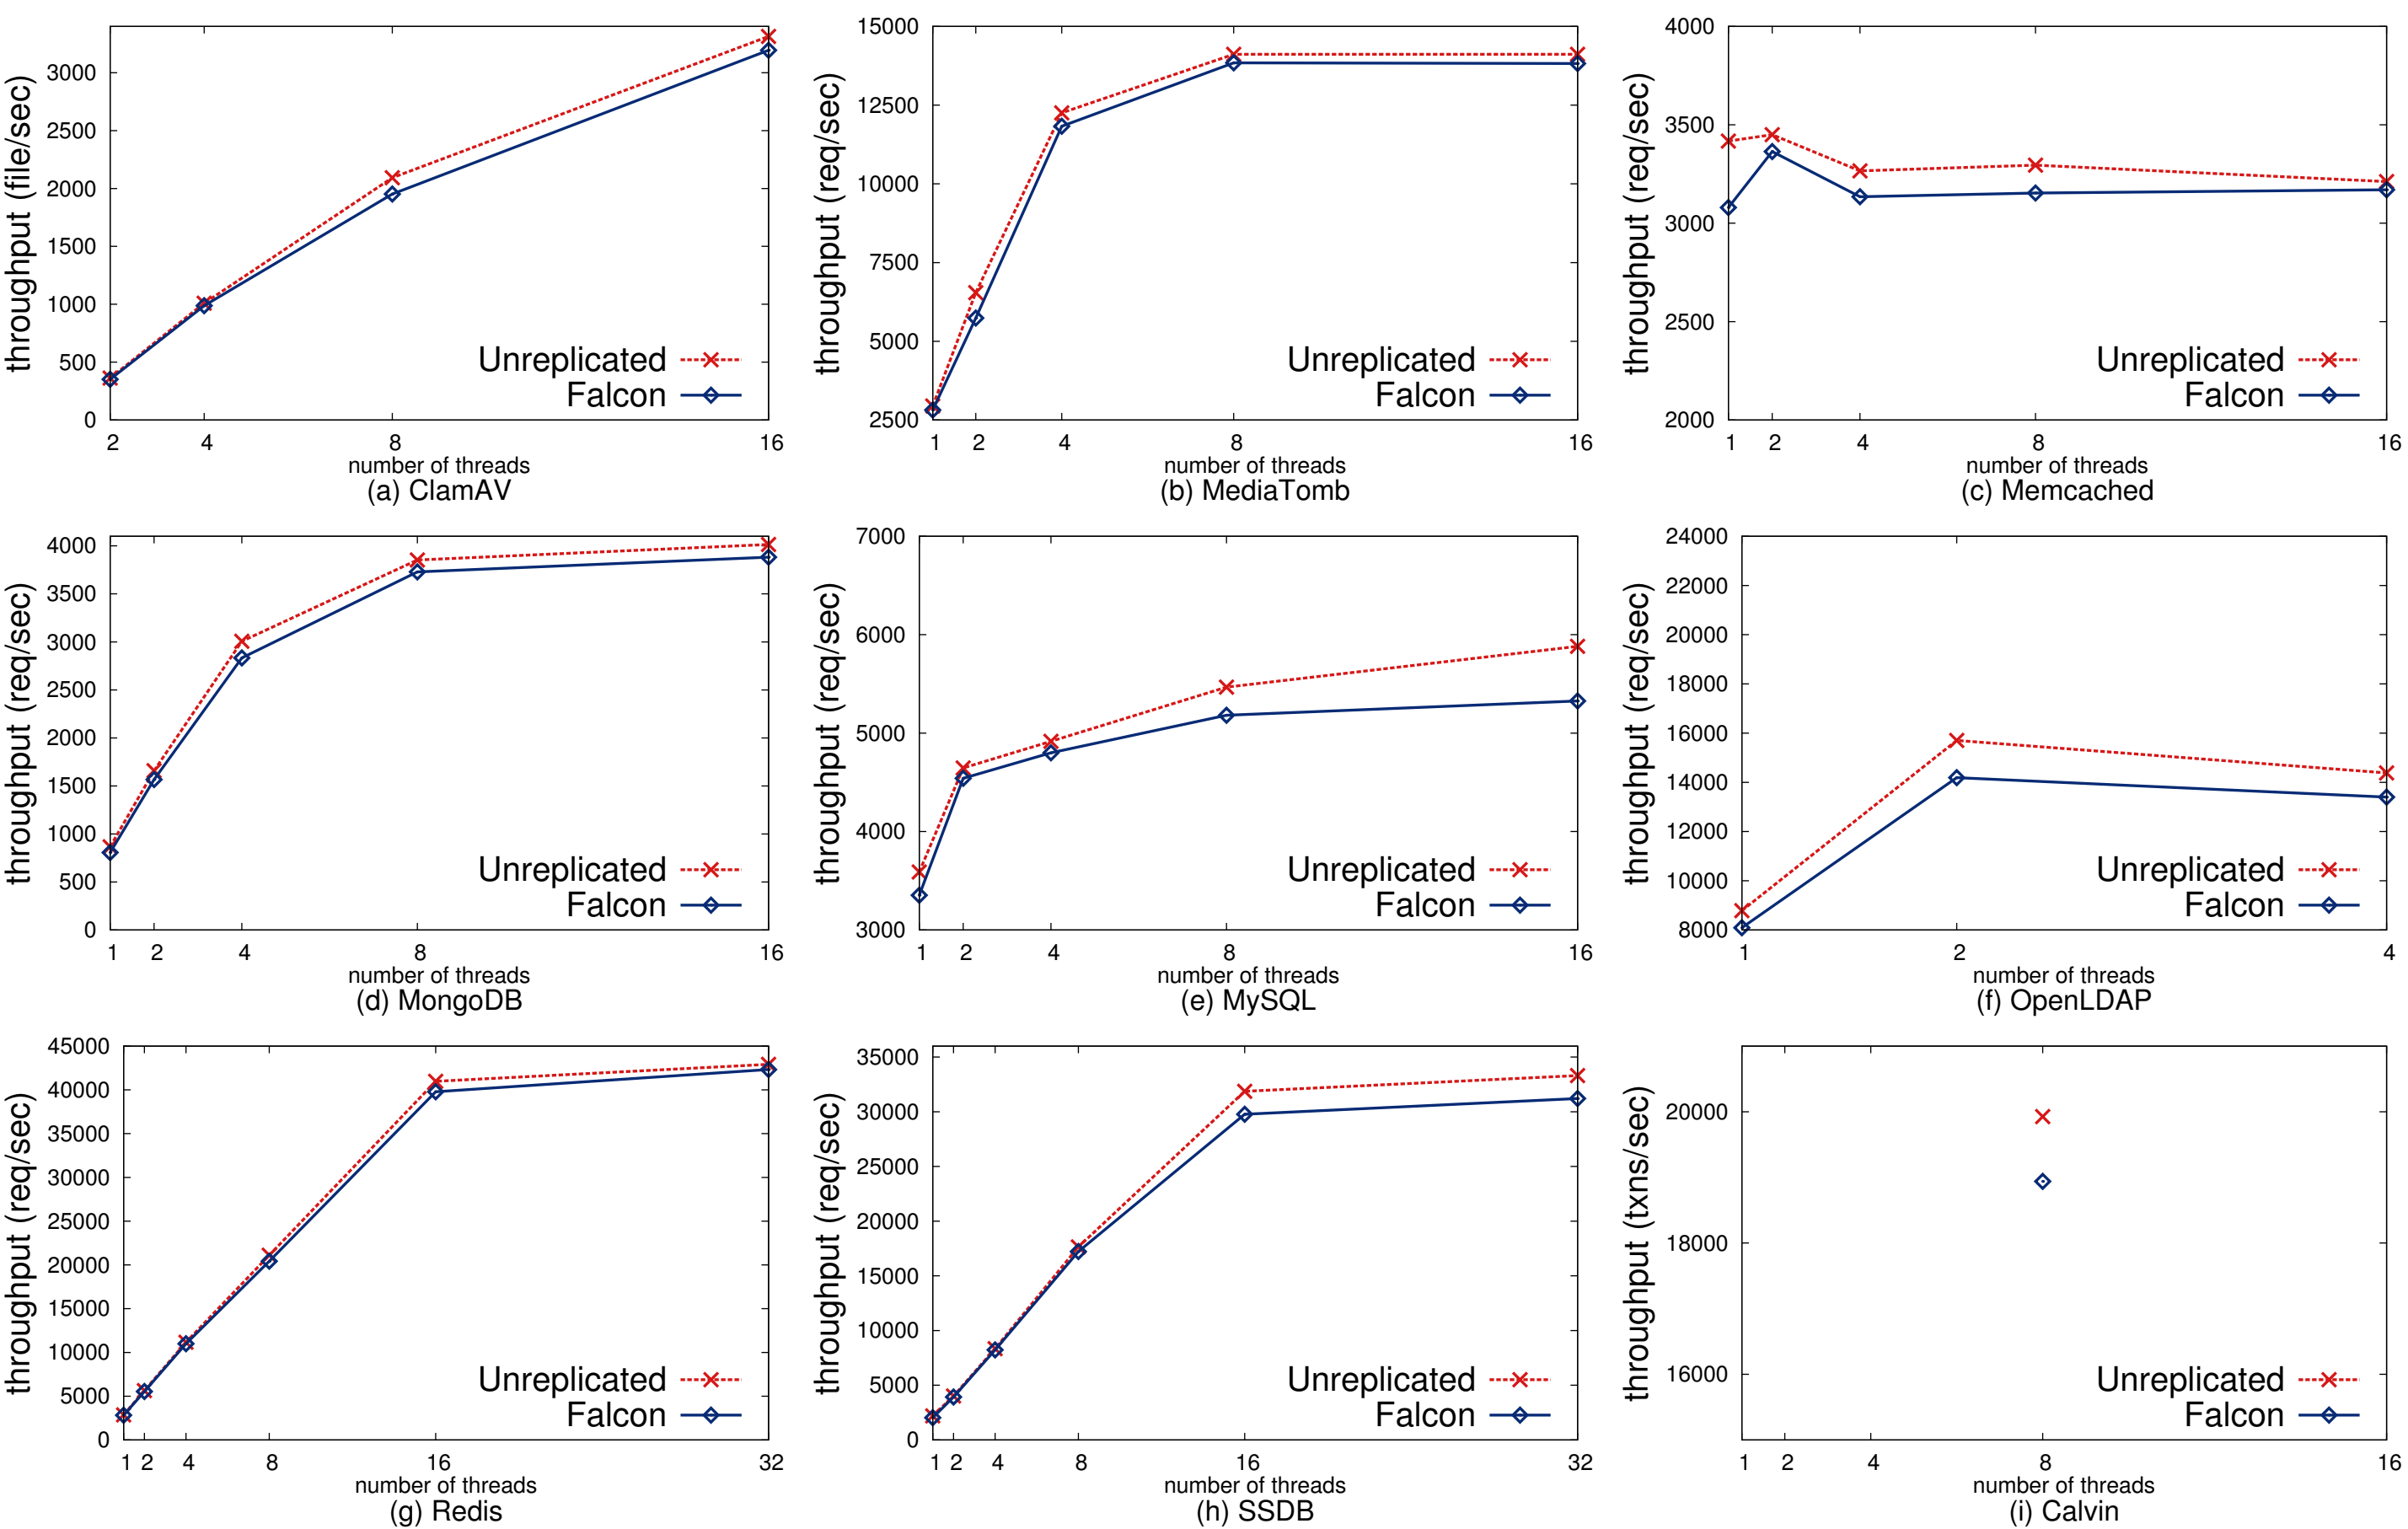 throughput (file/sec)
3000
2500
2000
1500
1000
500
0
2 4 8 16
Unreplicated
Falcon
number of threads
(a) ClamAV
throughput (req/sec)
15000
12500
10000
7500
5000
2500
1 2 4 8 16
Unreplicated
Falcon
number of threads
(b) MediaTomb
throughput (req/sec)
4000
3500
3000
2500
2000
1 2 4 8 16
Unreplicated
Falcon
number of threads
(c) Memcached
throughput (req/sec)
4000
3500
3000
2500
2000
1500
1000
500
0
1 2 4 8 16
Unreplicated
Falcon
number of threads
(d) MongoDB
throughput (req/sec)
7000
6000
5000
4000
3000
1 2 4 8 16
Unreplicated
Falcon
number of threads
(e) MySQL
throughput (req/sec)
24000
22000
20000
18000
16000
14000
12000
10000
8000
1 2 4
Unreplicated
Falcon
number of threads
(f) OpenLDAP
throughput (req/sec)
45000
40000
35000
30000
25000
20000
15000
10000
5000
0
1 2 4 8 16 32
Unreplicated
Falcon
number of threads
(g) Redis
throughput (req/sec)
35000
30000
25000
20000
15000
10000
5000
0
1 2 4 8 16 32
Unreplicated
Falcon
number of threads
(h) SSDB
throughput (txns/sec)
20000
18000
16000
1 2 4 8 16
Unreplicated
Falcon
number of threads
(i) Calvin